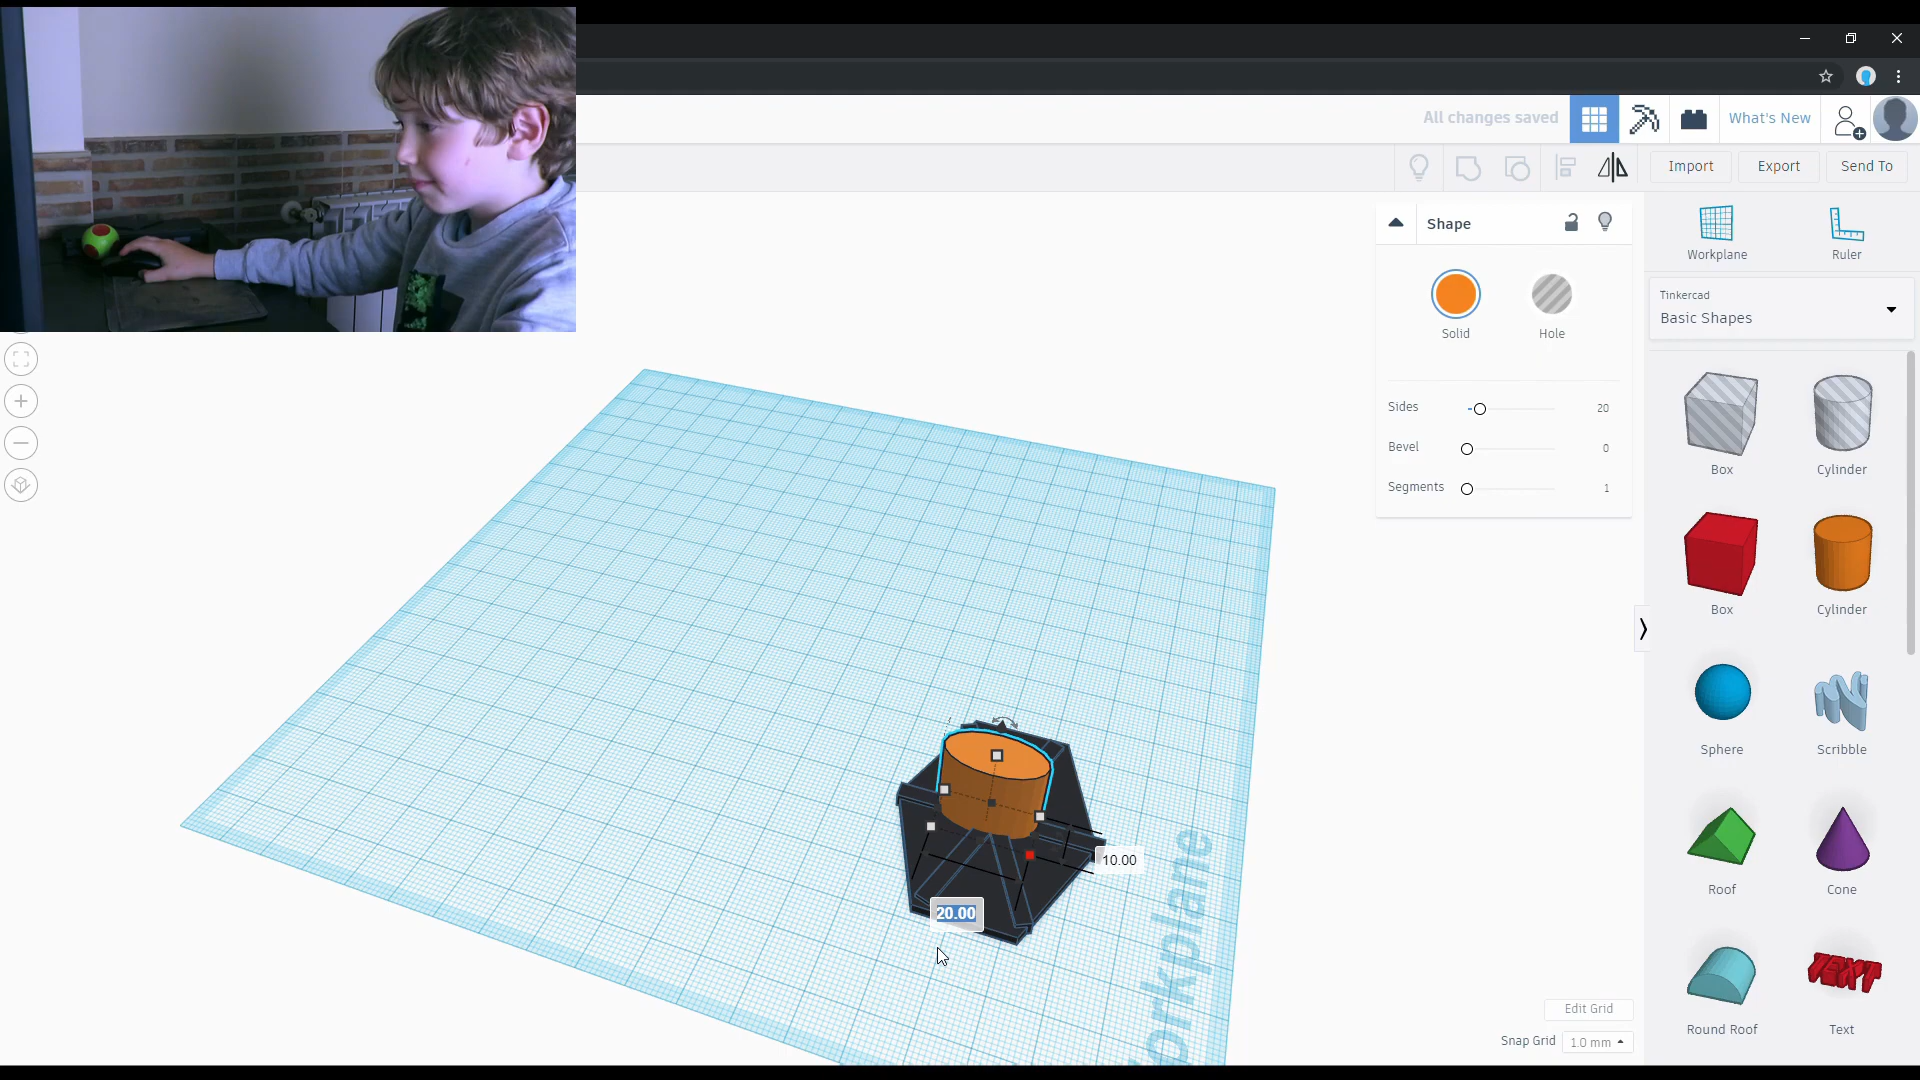 All changes saved
What's New
Import
Export
Send To
Shape
Solid
Hole
Sides
20
Bevel
0
Segments
1
Workplane
Ruler
Tinkercad
Basic Shapes
Box
Cylinder
Box
Cylinder
Sphere
Scribble
Roof
Cone
TEXT
Round Roof
Text
10.00
20.00
orkplane
Edit Grid
Snap Grid
1.0 mm